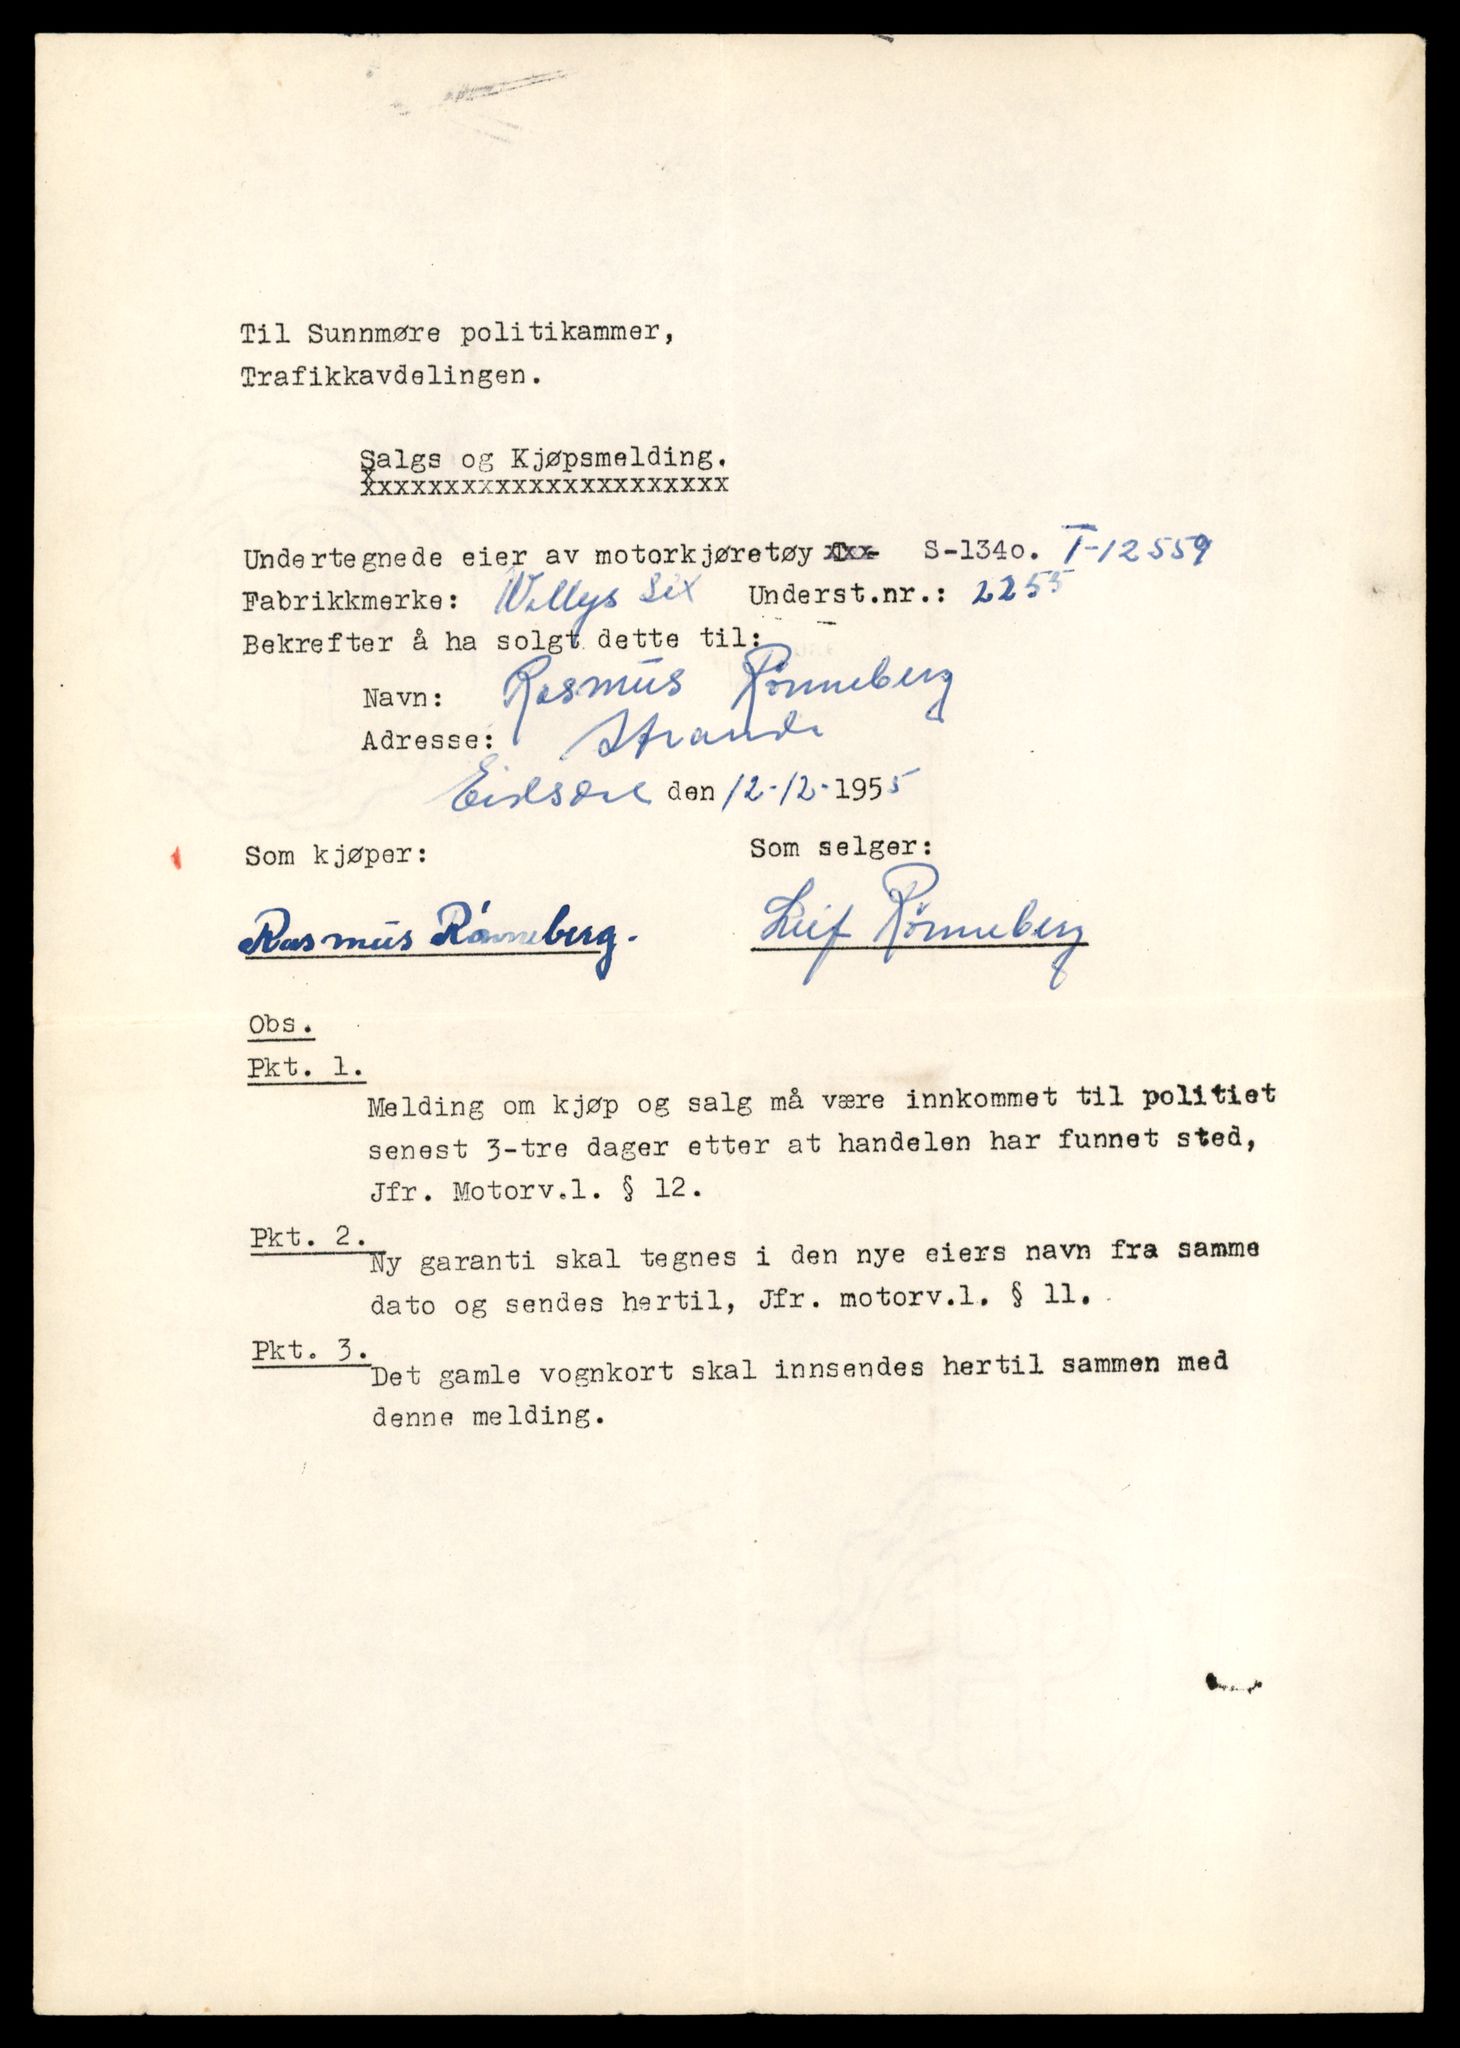 Til Sunnmøre politikammer,
Trafikkavdelingen.
Salgs og Kjøpsmelding.
xxxxxxxxxxxxxxxxxxxxxx
Undertegnede eier av motorkjøretøy S-134o. T-12559
Fabrikkmerke: Willys Six Underst.nr.: 2255
Bekrefter å ha solgt dette til:
Navn: Rasmus Rønneberg
Adresse: Stranda
den 12-12-1955
Som kjøper: Som selger:
Rasmus Rønneberg. Leif Rønneberg
Obs.
Pkt. 1.
Melding om kjøp og salg må være innkommet til politiet
senest 3-tre dager etter at handelen har funnet sted,
Jfr. Motorv.l. § 12.
Pkt. 2.
Ny garanti skal tegnes i den nye eiers navn fra samme
dato og sendes hertil, Jfr. motorv.l. § 11.
Pkt. 3.
Det gamle vognkort skal innsendes hertil sammen med
denne melding.